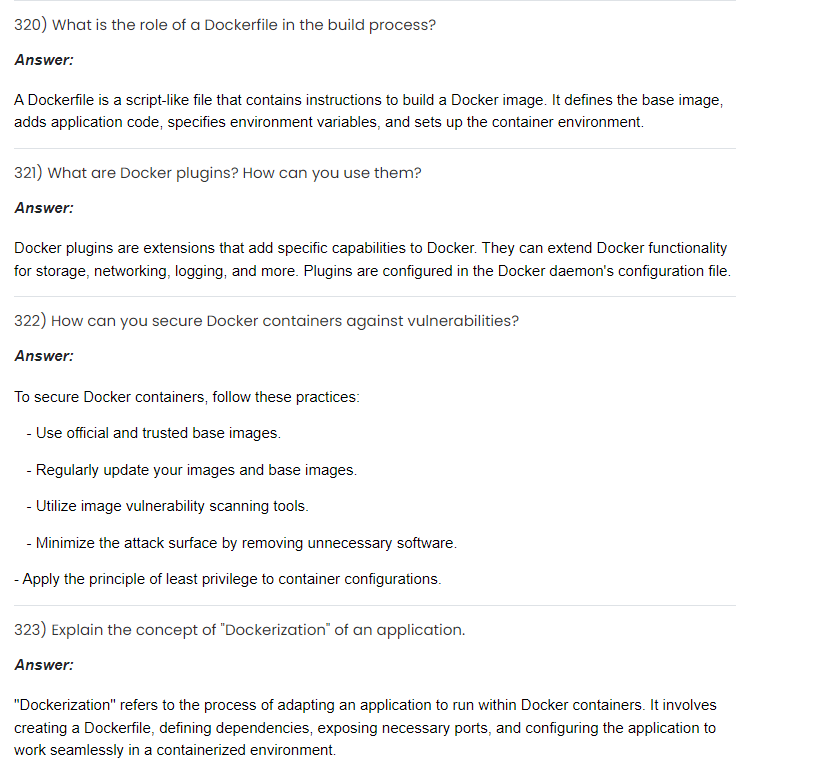 320) What is the role of a Dockerfile in the build process?
Answer:
A Dockerfile is a script-like file that contains instructions to build a Docker image. It defines the base image,
adds application code, specifies environment variables, and sets up the container environment.
321) What are Docker plugins? How can you use them?
Answer:
Docker plugins are extensions that add specific capabilities to Docker. They can extend Docker functionality
for storage, networking, logging, and more. Plugins are configured in the Docker daemon's configuration file.
322) How can you secure Docker containers against vulnerabilities?
Answer:
To secure Docker containers, follow these practices:
- Use official and trusted base images.
- Regularly update your images and base images.
- Utilize image vulnerability scanning tools.
- Minimize the attack surface by removing unnecessary software.
- Apply the principle of least privilege to container configurations.
323) Explain the concept of "Dockerization" of an application.
Answer:
"Dockerization" refers to the process of adapting an application to run within Docker containers. It involves
creating a Dockerfile, defining dependencies, exposing necessary ports, and configuring the application to
work seamlessly in a containerized environment.